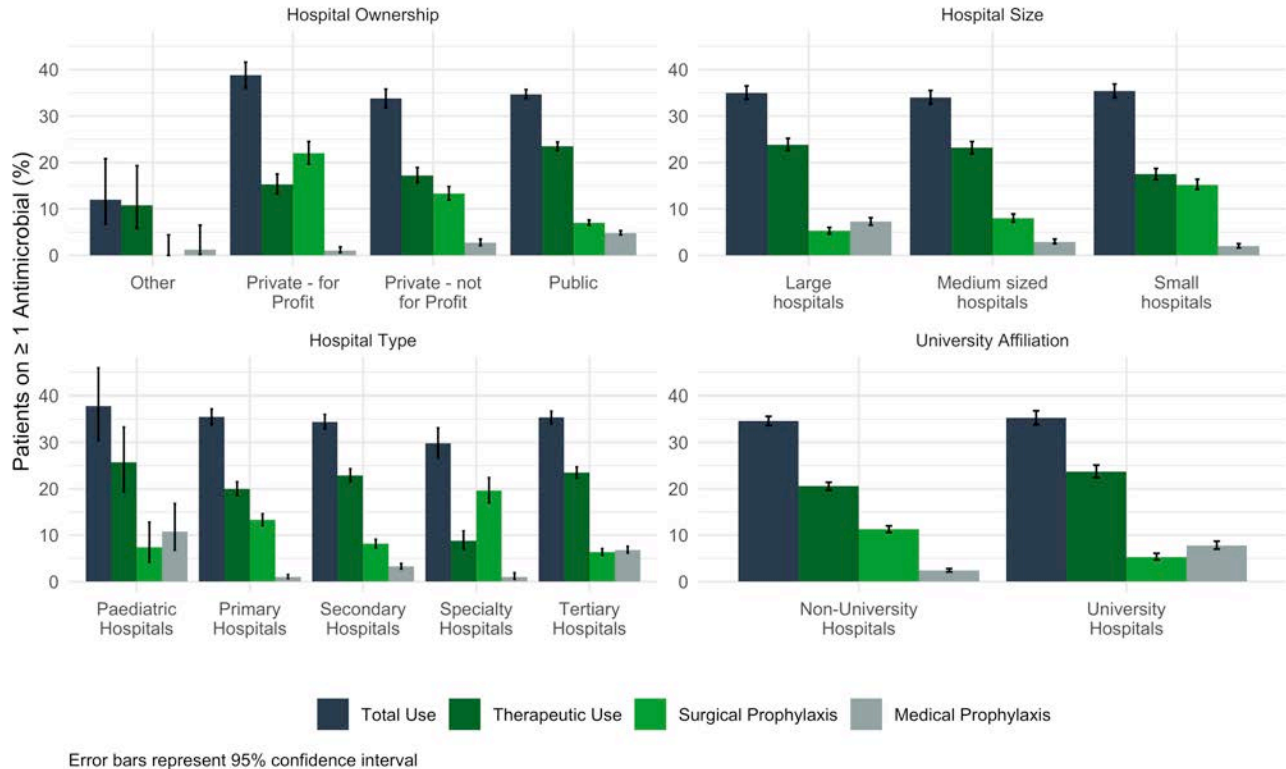 Hospital Ownership
Hospital Size
Patients on ≥ 1 Antimicrobial (%)
40
30
20
10
0
Other
Private - for
Profit
Private - not
for Profit
Public
40
30
20
10
0
Large
hospitals
Medium sized
hospitals
Small
hospitals
Hospital Type
University Affiliation
40
30
20
10
0
Paediatric
Hospitals
Primary
Hospitals
Secondary
Hospitals
Specialty
Hospitals
Tertiary
Hospitals
40
30
20
10
0
Non-University
Hospitals
University
Hospitals
Total Use
Therapeutic Use
Surgical Prophylaxis
Medical Prophylaxis
Error bars represent 95% confidence interval